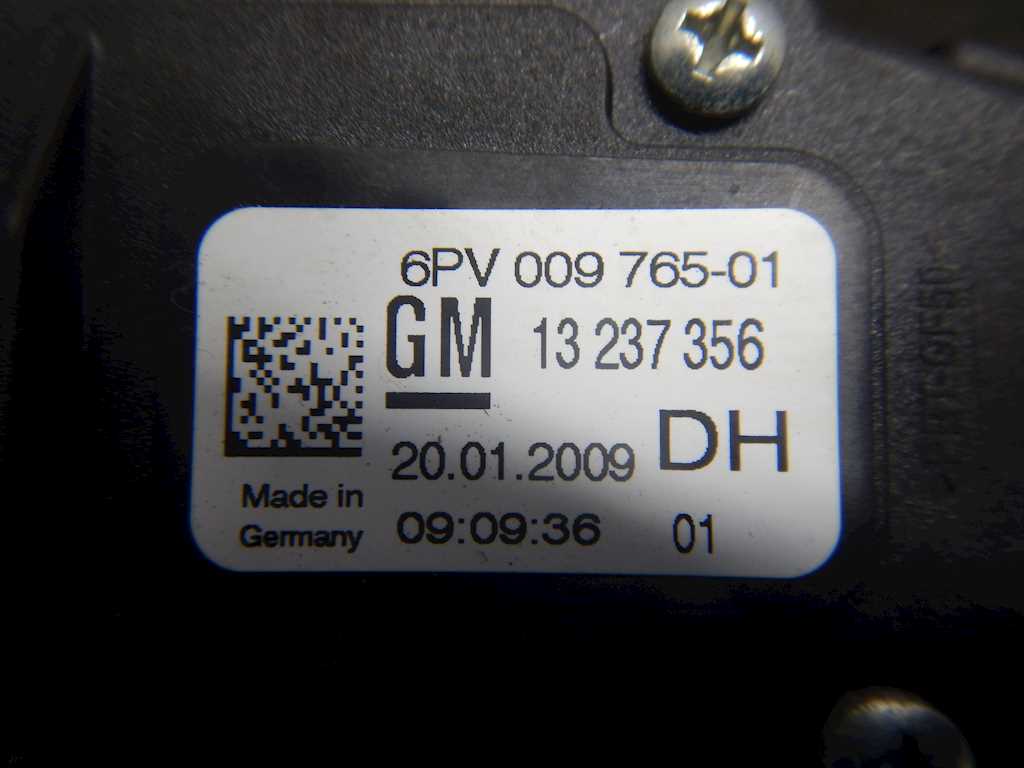 6PV 009 765-01
GM 13 237 356
20.01.2009 DH
Made in
Germany
09:09:36 01